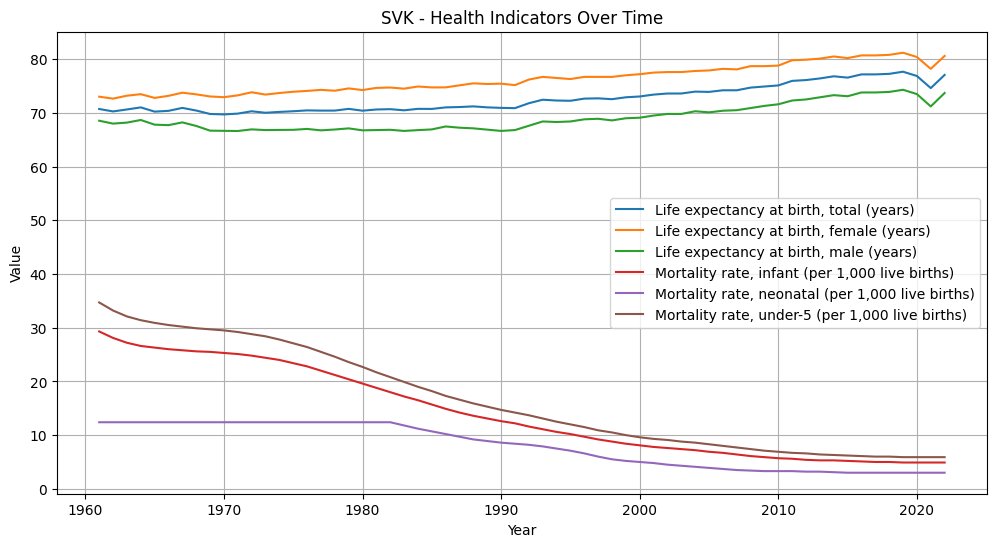 SVK - Health Indicators Over Time
80
70
60
50
40
30
20
10
0
Value
Life expectancy at birth, total (years)
Life expectancy at birth, female (years)
Life expectancy at birth, male (years)
Mortality rate, infant (per 1,000 live births)
Mortality rate, neonatal (per 1,000 live births)
Mortality rate, under-5 (per 1,000 live births)
1960 1970 1980 1990 2000 2010 2020
Year